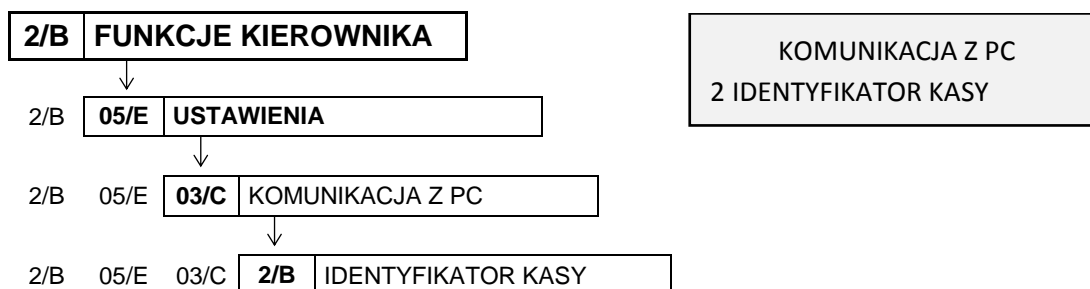 2/B FUNKCJE KIEROWNIKA
KOMUNIKACJA Z PC
2 IDENTYFIKATOR KASY
2/B 05/E USTAWIENIA
2/B 05/E 03/C KOMUNIKACJA Z PC
2/B 05/E 03/C 2/B IDENTYFIKATOR KASY